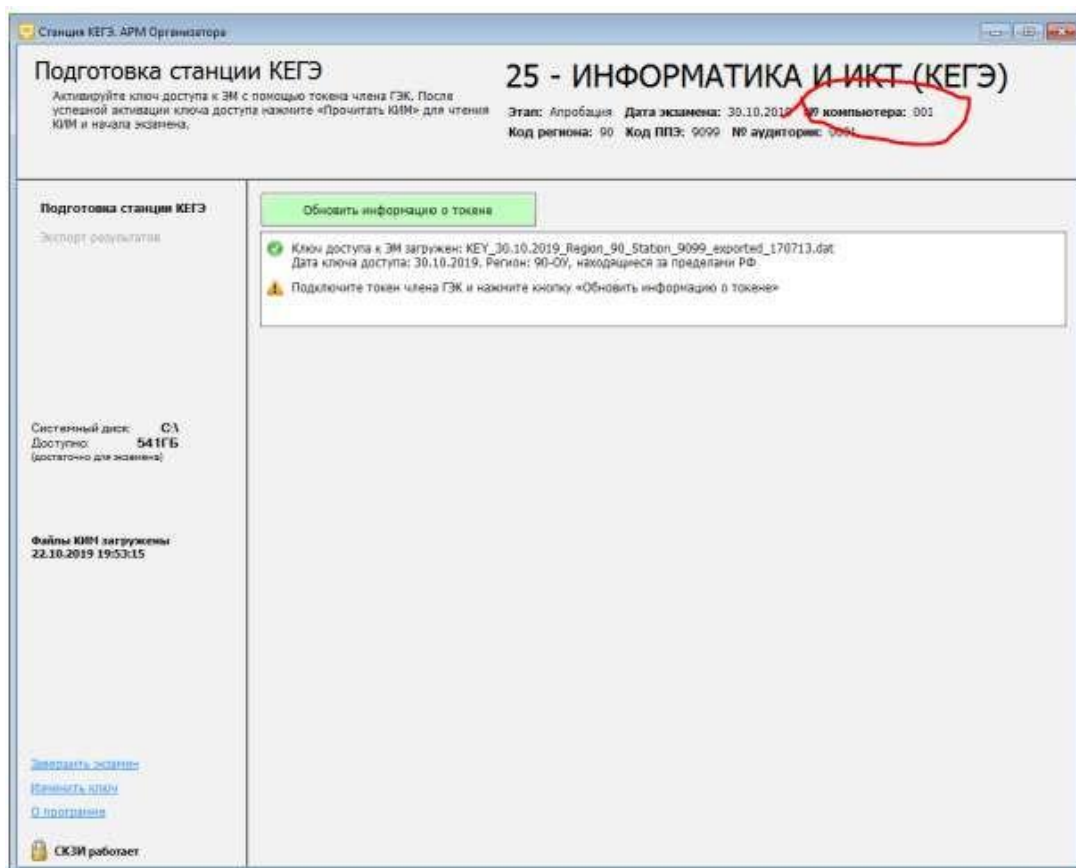 Станция КЕГЭ. АРМ Организатора
Подготовка станции КЕГЭ
Активируйте ключ доступа к ЭМ с помощью токена члена ГЭК. После
успешной активации ключа доступа нажмите «Прочитать КИМ» для чтения
КИМ и начала экзамена.
25 - ИНФОРМАТИКА И ИКТ (КЕГЭ)
Этап: Апробация Дата экзамена: 30.10.2019 № компьютера: 001
Код региона: 90 Код ППЭ: 9099 № аудитории: 0001
Подготовка станции КЕГЭ
Экспорт результатов
Обновить информацию о токене
Ключ доступа к ЭМ загружен: KEY_30.10.2019_Region_90_Station_9099_exported_170713.dat
Дата ключа доступа: 30.10.2019. Регион: 90-ОУ, находящиеся за пределами РФ
Подключите токен члена ГЭК и нажмите кнопку «Обновить информацию о токене»
Системный диск: C:\
Доступно: 541ГБ
(достаточно для экзамена)
Файлы КИМ загружены
22.10.2019 19:53:15
Завершить экзамен
Изменить ключ
О программе
СКЗИ работает